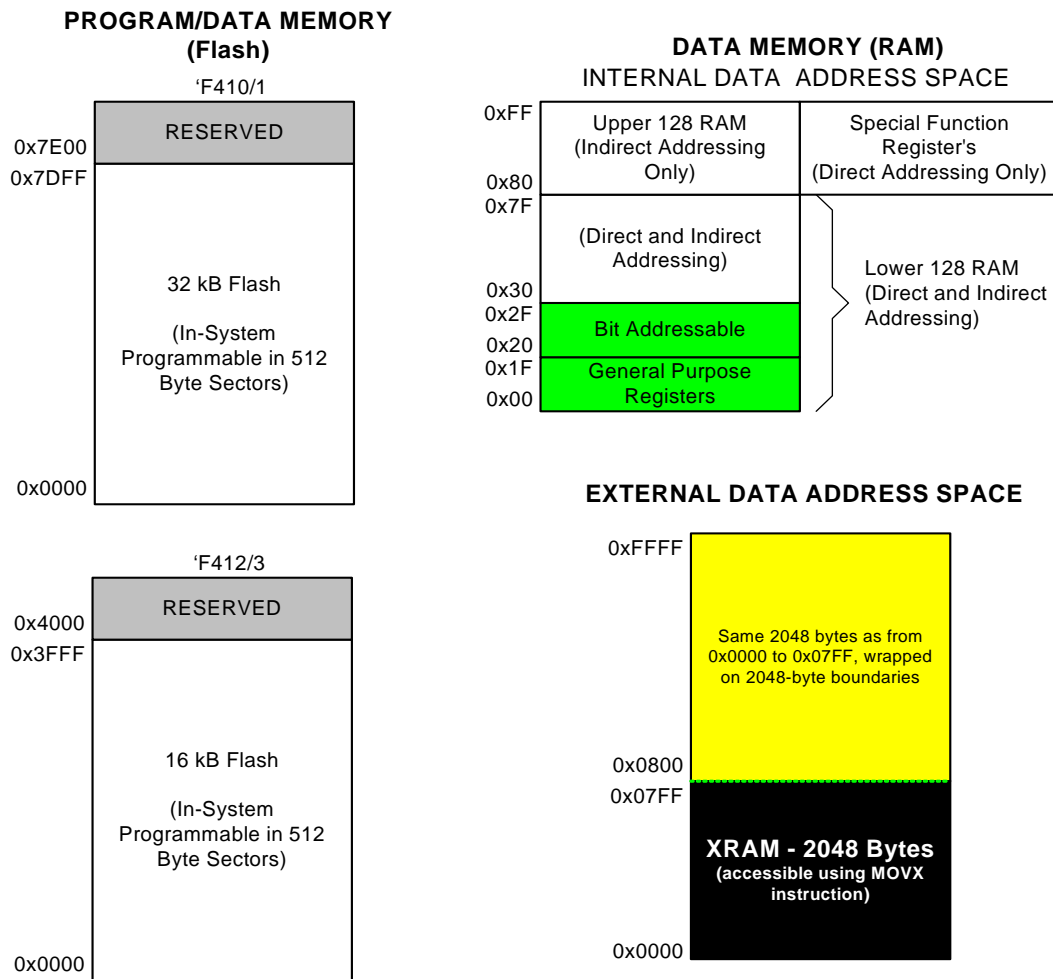 PROGRAM/DATA MEMORY
(Flash)
‘F410/1
RESERVED
0x7E00
0x7DFF
32 kB Flash
(In-System
Programmable in 512
Byte Sectors)
0x0000
‘F412/3
RESERVED
0x4000
0x3FFF
16 kB Flash
(In-System
Programmable in 512
Byte Sectors)
0x0000
DATA MEMORY (RAM)
INTERNAL DATA ADDRESS SPACE
0xFF
Upper 128 RAM
(Indirect Addressing
Only)
Special Function
Register's
(Direct Addressing Only)
0x80
0x7F
(Direct and Indirect
Addressing)
Lower 128 RAM
(Direct and Indirect
Addressing)
0x30
0x2F
Bit Addressable
0x20
0x1F
General Purpose
Registers
0x00
EXTERNAL DATA ADDRESS SPACE
0xFFFF
Same 2048 bytes as from
0x0000 to 0x07FF, wrapped
on 2048-byte boundaries
0x0800
0x07FF
XRAM - 2048 Bytes
(accessible using MOVX
instruction)
0x0000